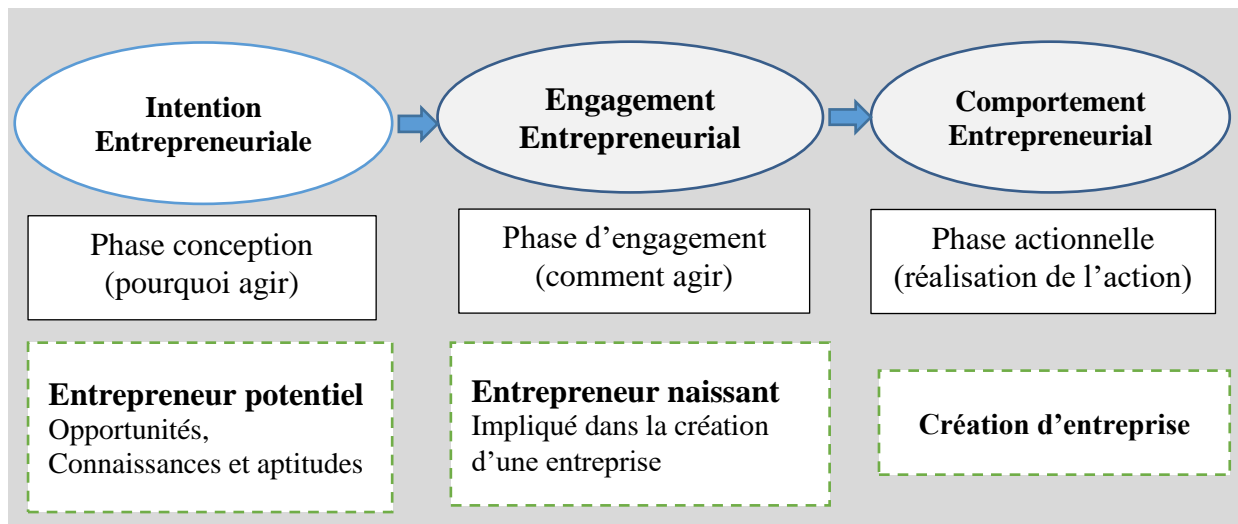 Intention
Entrepreneuriale
Engagement
Entrepreneurial
Comportement
Entrepreneurial
Phase conception
(pourquoi agir)
Phase d’engagement
(comment agir)
Phase actionnelle
(réalisation de l’action)
Entrepreneur potentiel
Opportunités,
Connaissances et aptitudes
Entrepreneur naissant
Impliqué dans la création
d’une entreprise
Création d’entreprise